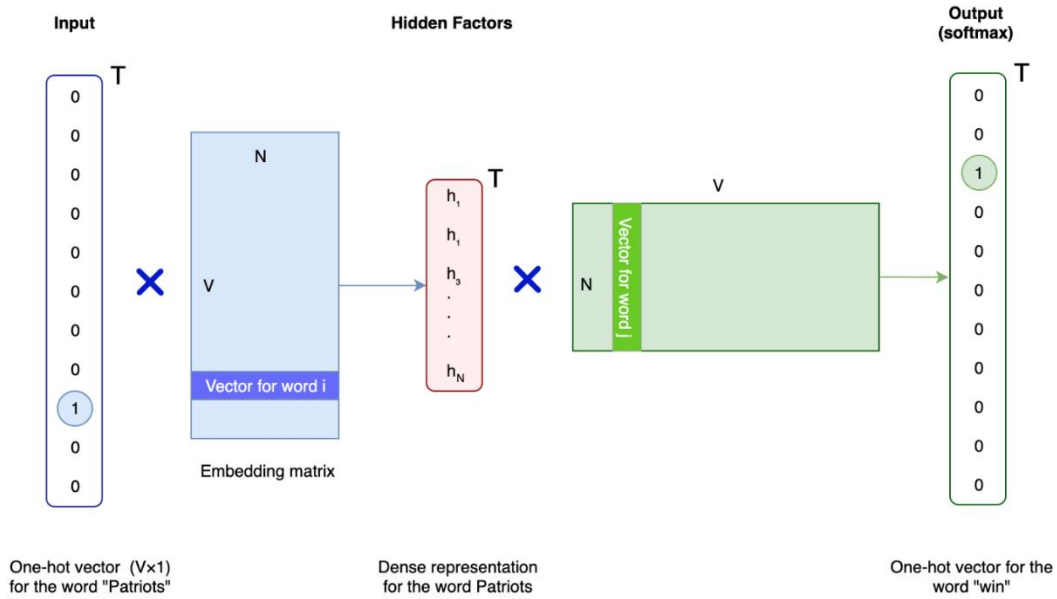 Input
Hidden Factors
Output
(softmax)
T
0
0
0
0
0
0
0
0
1
0
0
N
V
Vector for word i
Embedding matrix
T
h₁
h₁
h₃
.
.
.
h_N
V
N
Vector for word j
T
0
0
1
0
0
0
0
0
0
0
0
One-hot vector (V×1)
for the word "Patriots"
Dense representation
for the word Patriots
One-hot vector for the
word "win"